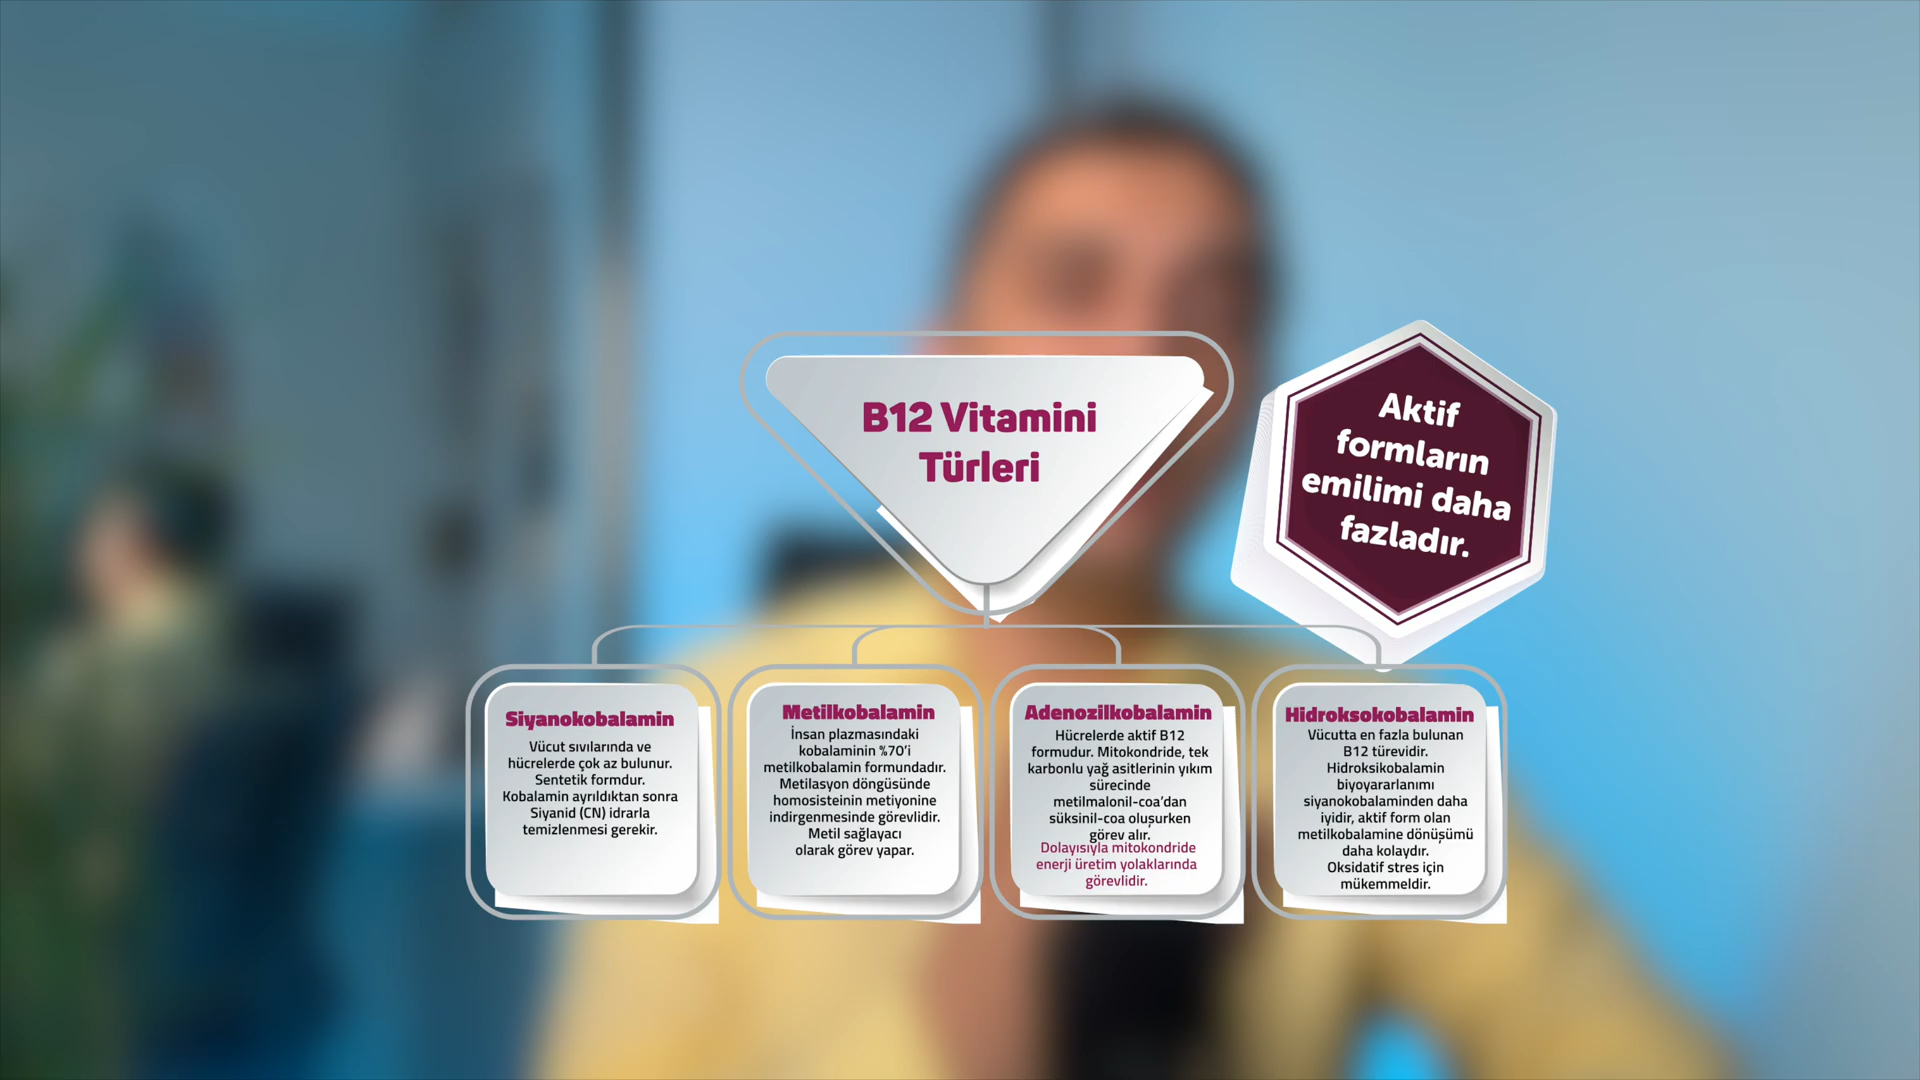 B12 Vitamini
Türleri
Aktif
formların
emilimi daha
fazladır.
Siyanokobalamin
Vücut sıvılarında ve
hücrelerde çok az bulunur.
Sentetik formdur.
Kobalamin ayrıldıktan sonra
Siyanid (CN) idrarla
temizlenmesi gerekir.
Metilkobalamin
İnsan plazmasındaki
kobalaminin %70'i
metilkobalamin formundadır.
Metilasyon döngüsünde
homosisteinin metiyonine
indirgenmesinde görevlidir.
Metil sağlayacı
olarak görev yapar.
Adenozilkobalamin
Hücrelerde aktif B12
formudur. Mitokondride, tek
karbonlu yağ asitlerinin yıkım
sürecinde
metilmalonil-coa'dan
süksinil-coa oluşurken
görev alır.
Dolayısıyla mitokondride
enerji üretim yolaklarında
görevlidir.
Hidroksokobalamin
Vücutta en fazla bulunan
B12 türevidir.
Hidroksikobalamin
biyoyararlanımı
siyanokobalaminden daha
iyidir, aktif form olan
metilkobalamine dönüşümü
daha kolaydır.
Oksidatif stres için
mükemmeldir.